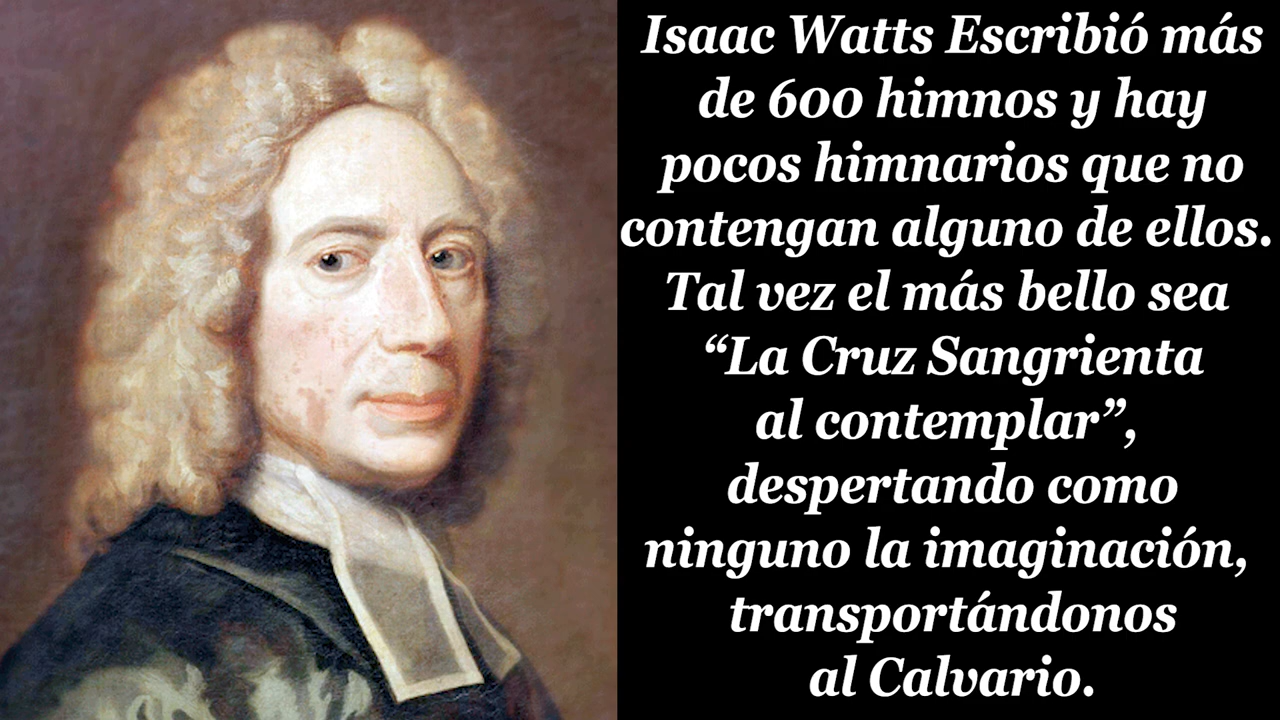 Isaac Watts Escribió más
de 600 himnos y hay
pocos himnarios que no
contengan alguno de ellos.
Tal vez el más bello sea
“La Cruz Sangrienta
al contemplar”,
despertando como
ninguno la imaginación,
transportándonos
al Calvario.